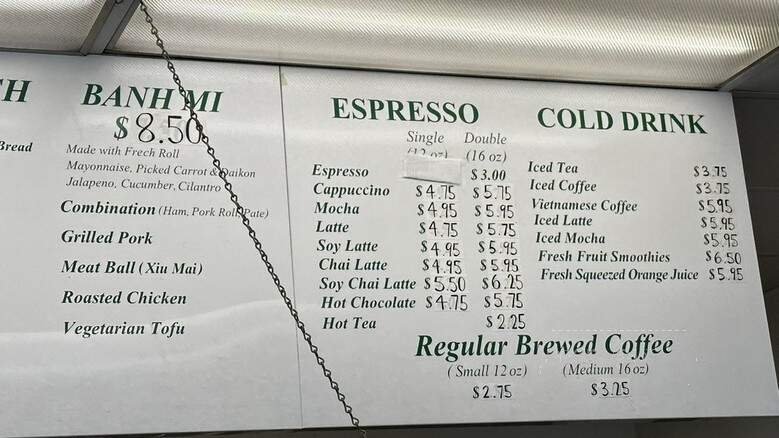 H
Bread
BANH MI
$8.50
Made with Frech Roll
Mayonnaise, Picked Carrot & Daikon
Jalapeno, Cucumber, Cilantro
Combination (Ham, Pork Roll, Pate)
Grilled Pork
Meat Ball (Xiu Mai)
Roasted Chicken
Vegetarian Tofu
ESPRESSO
Single Double
(12 oz) (16 oz)
Espresso $3.00
Cappuccino $4.75 $5.75
Mocha $4.95 $5.95
Latte $4.75 $5.75
Soy Latte $4.95 $5.95
Chai Latte $4.95 $5.95
Soy Chai Latte $5.50 $6.25
Hot Chocolate $4.75 $5.75
Hot Tea $2.25
COLD DRINK
Iced Tea $3.75
Iced Coffee $3.75
Vietnamese Coffee $5.95
Iced Latte $5.95
Iced Mocha $5.95
Fresh Fruit Smoothies $6.50
Fresh Squeezed Orange Juice $5.95
Regular Brewed Coffee
(Small 12 oz) (Medium 16 oz)
$2.75 $3.25